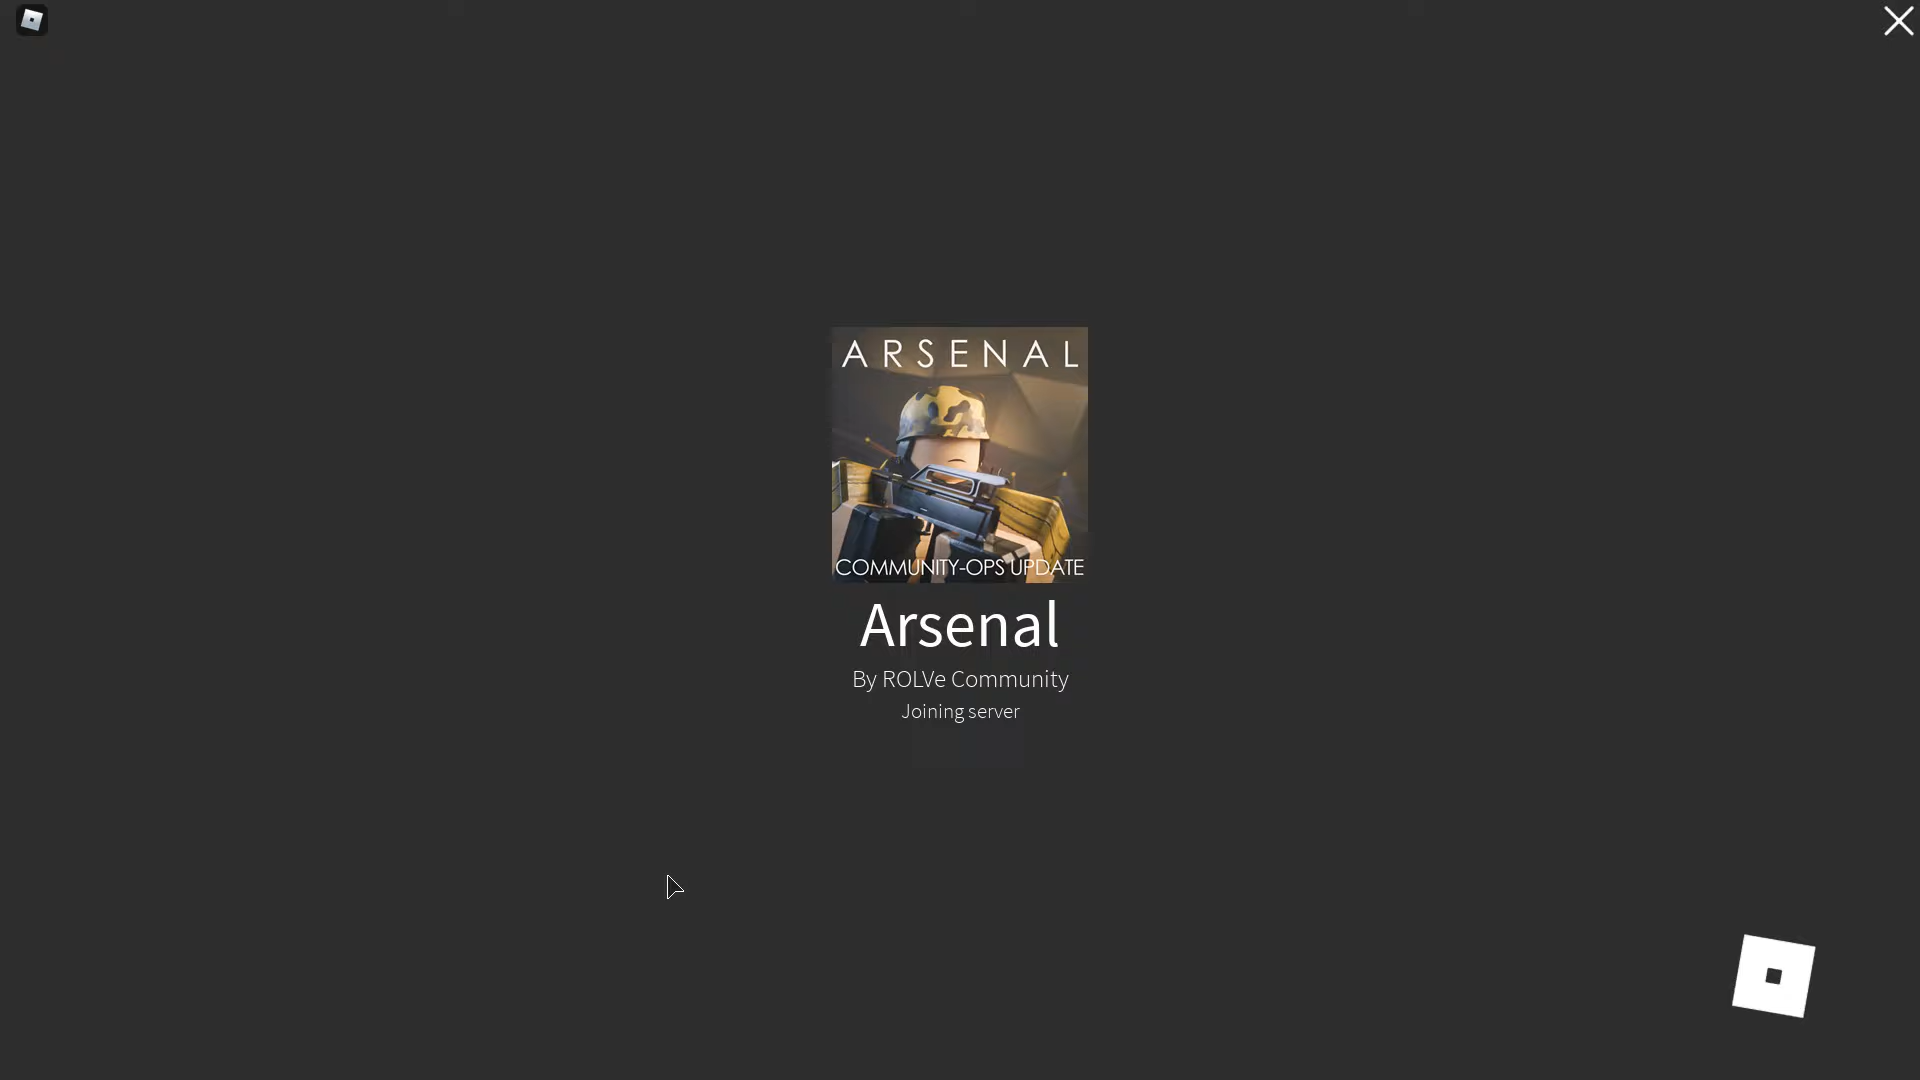 ARSENAL
COMMUNITY-OPS UPDATE
Arsenal
By ROLVe Community
Joining server